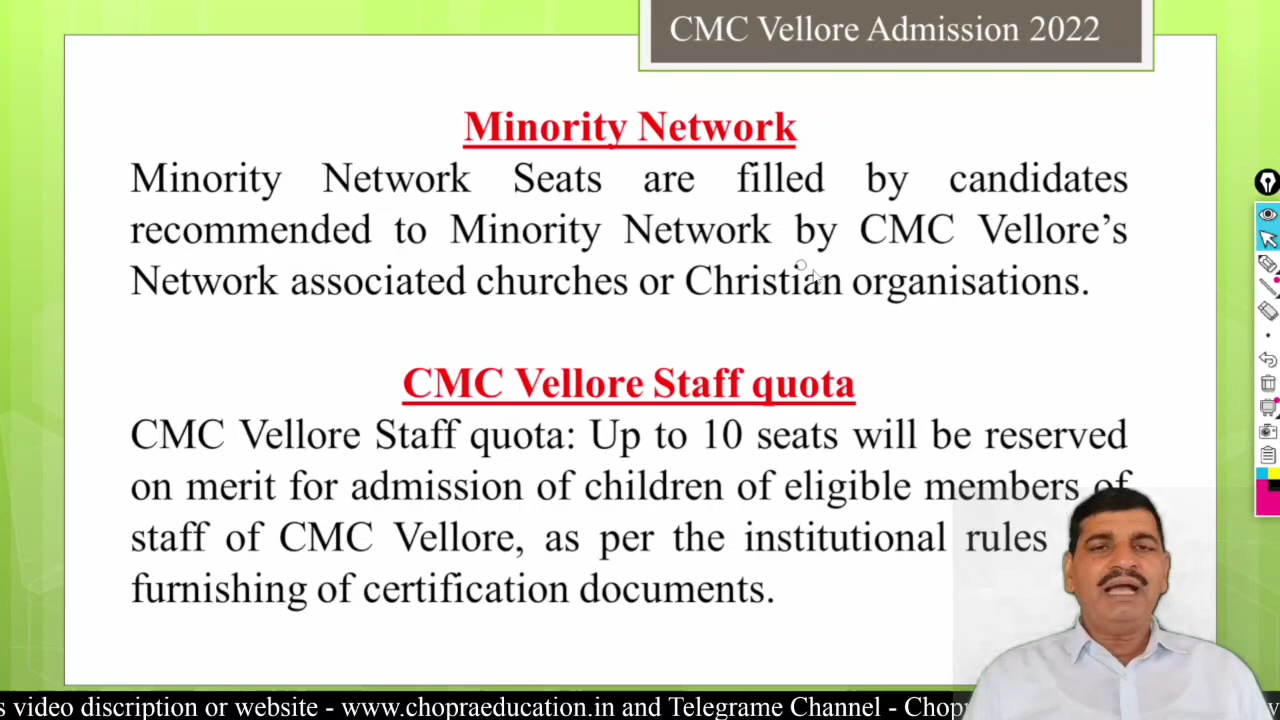 CMC Vellore Admission 2022
Minority Network
Minority Network Seats are filled by candidates
recommended to Minority Network by CMC Vellore’s
Network associated churches or Christian organisations.
CMC Vellore Staff quota
CMC Vellore Staff quota: Up to 10 seats will be reserved
on merit for admission of children of eligible members of
staff of CMC Vellore, as per the institutional rules
furnishing of certification documents.
s video discription or website - www.chopraeducation.in and Telegrame Channel - Chop